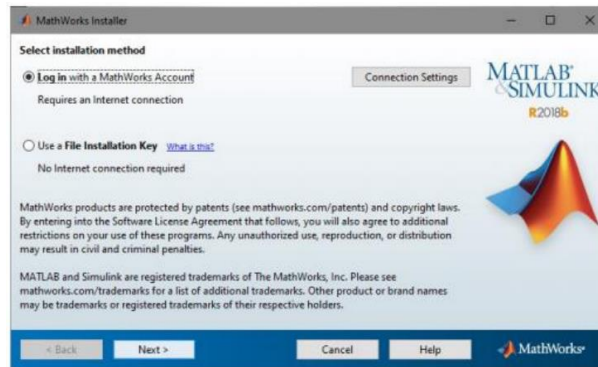 MathWorks Installer
Select installation method
Log in with a MathWorks Account
Connection Settings
Requires an Internet connection
MATLAB®
&SIMULINK
R2018b
Use a File Installation Key What is this?
No Internet connection required
MathWorks products are protected by patents (see mathworks.com/patents) and copyright laws.
By entering into the Software License Agreement that follows, you will also agree to additional
restrictions on your use of these programs. Any unauthorized use, reproduction, or distribution
may result in civil and criminal penalties.
MATLAB and Simulink are registered trademarks of The MathWorks, Inc. Please see
mathworks.com/trademarks for a list of additional trademarks. Other product or brand names
may be trademarks or registered trademarks of their respective holders.
< Back
Next >
Cancel
Help
MathWorks®